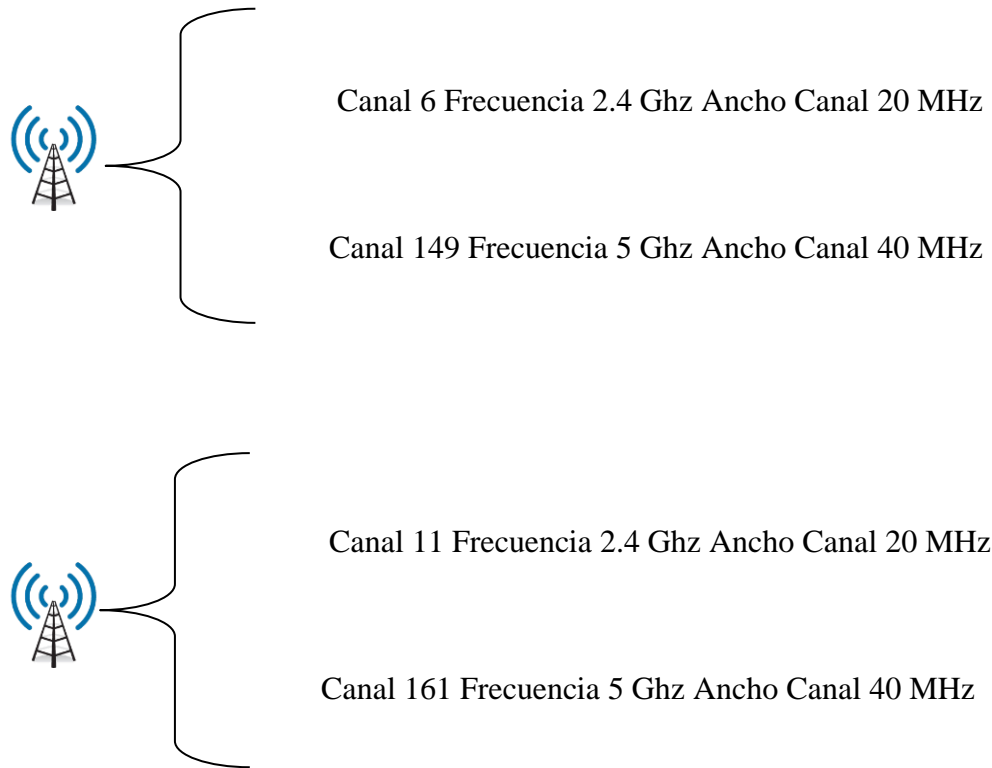 Canal 6 Frecuencia 2.4 Ghz Ancho Canal 20 MHz
Canal 149 Frecuencia 5 Ghz Ancho Canal 40 MHz
Canal 11 Frecuencia 2.4 Ghz Ancho Canal 20 MHz
Canal 161 Frecuencia 5 Ghz Ancho Canal 40 MHz